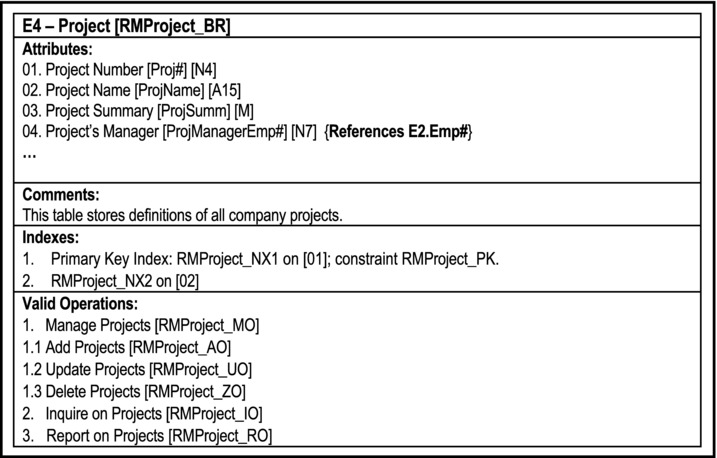 E4 – Project [RMProject_BR]
Attributes:
01. Project Number [Proj#] [N4]
02. Project Name [ProjName] [A15]
03. Project Summary [ProjSumm] [M]
04. Project’s Manager [ProjManagerEmp#] [N7] {References E2.Emp#}
…
Comments:
This table stores definitions of all company projects.
Indexes:
1. Primary Key Index: RMProject_NX1 on [01]; constraint RMProject_PK.
2. RMProject_NX2 on [02]
Valid Operations:
1. Manage Projects [RMProject_MO]
1.1 Add Projects [RMProject_AO]
1.2 Update Projects [RMProject_UO]
1.3 Delete Projects [RMProject_ZO]
2. Inquire on Projects [RMProject_IO]
3. Report on Projects [RMProject_RO]